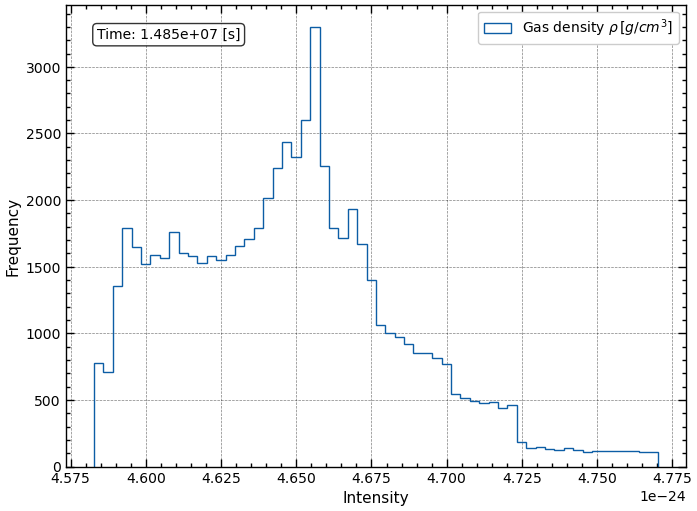 Time: 1.485e+07 [s]
Gas density ρ [g/cm³]
Frequency
3000
2500
2000
1500
1000
500
0
4.575 4.600 4.625 4.650 4.675 4.700 4.725 4.750 4.775
1e−24
Intensity